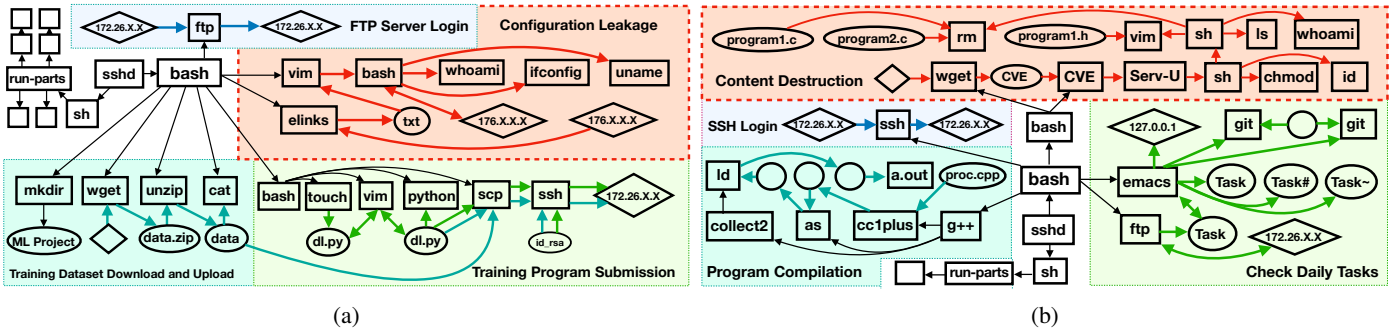 172.26.X.X
ftp
172.26.X.X
FTP Server Login
Configuration Leakage
run-parts
sshd
bash
sh
vim
bash
whoami
ifconfig
uname
elinks
txt
176.X.X.X
176.X.X.X
mkdir
wget
unzip
cat
ML Project
data.zip
data
Training Dataset Download and Upload
bash
touch
vim
python
scp
ssh
172.26.X.X
dl.py
dl.py
id_rsa
Training Program Submission
(a)
program1.c
program2.c
rm
program1.h
vim
sh
ls
whoami
Content Destruction
wget
CVE
CVE
Serv-U
sh
chmod
id
SSH Login
172.26.X.X
ssh
172.26.X.X
bash
127.0.0.1
git
git
ld
a.out
proc.cpp
bash
emacs
Task
Task#
Task~
collect2
as
cc1plus
g++
sshd
ftp
Task
172.26.X.X
Program Compilation
run-parts
sh
Check Daily Tasks
(b)